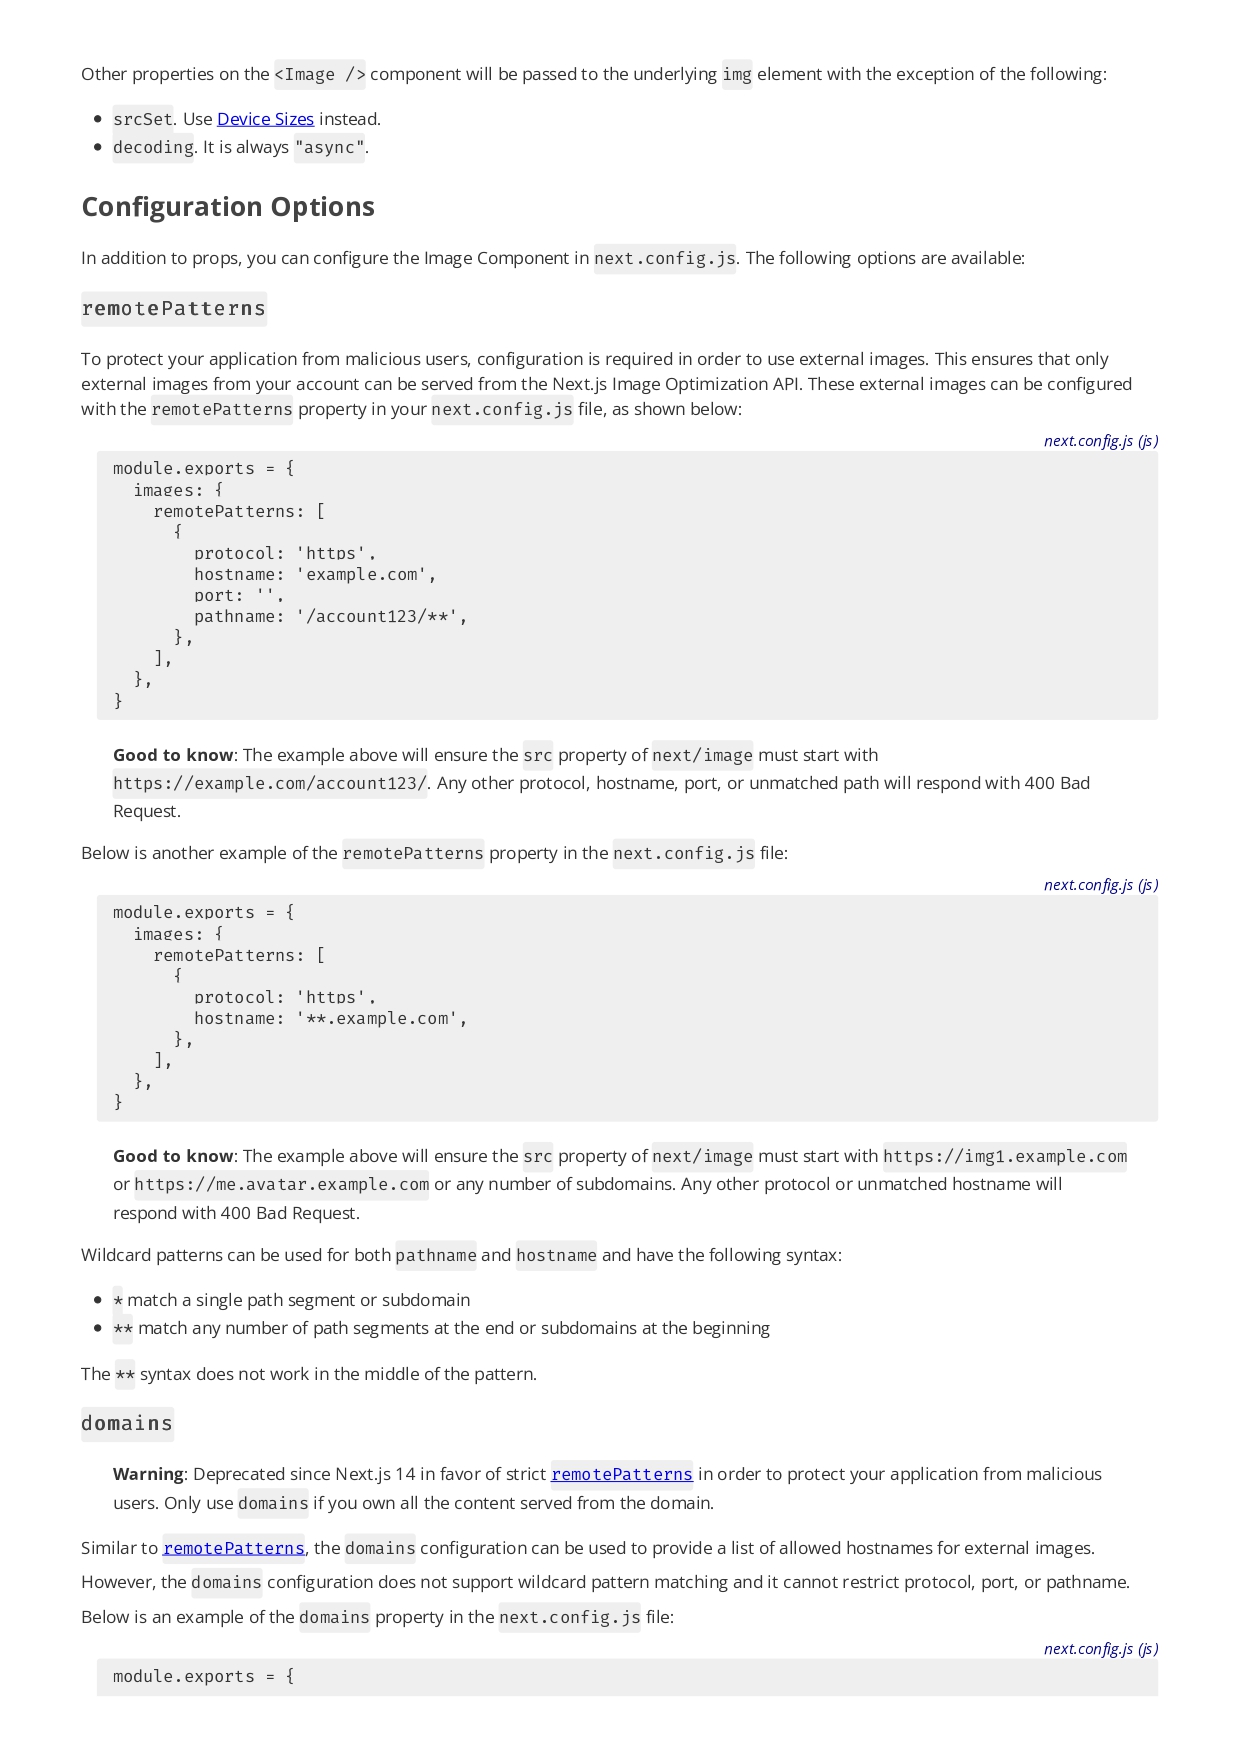 Other properties on the <Image /> component will be passed to the underlying img element with the exception of the following:
• srcSet. Use Device Sizes instead.
• decoding. It is always "async".
Configuration Options
In addition to props, you can configure the Image Component in next.config.js. The following options are available:
remotePatterns
To protect your application from malicious users, configuration is required in order to use external images. This ensures that only
external images from your account can be served from the Next.js Image Optimization API. These external images can be configured
with the remotePatterns property in your next.config.js file, as shown below:
next.config.js (js)
module.exports = {
  images: {
    remotePatterns: [
      {
        protocol: 'https',
        hostname: 'example.com',
        port: '',
        pathname: '/account123/**',
      },
    ],
  },
}
Good to know: The example above will ensure the src property of next/image must start with
https://example.com/account123/. Any other protocol, hostname, port, or unmatched path will respond with 400 Bad
Request.
Below is another example of the remotePatterns property in the next.config.js file:
next.config.js (js)
module.exports = {
  images: {
    remotePatterns: [
      {
        protocol: 'https',
        hostname: '**.example.com',
      },
    ],
  },
}
Good to know: The example above will ensure the src property of next/image must start with https://img1.example.com
or https://me.avatar.example.com or any number of subdomains. Any other protocol or unmatched hostname will
respond with 400 Bad Request.
Wildcard patterns can be used for both pathname and hostname and have the following syntax:
• * match a single path segment or subdomain
• ** match any number of path segments at the end or subdomains at the beginning
The ** syntax does not work in the middle of the pattern.
domains
Warning: Deprecated since Next.js 14 in favor of strict remotePatterns in order to protect your application from malicious
users. Only use domains if you own all the content served from the domain.
Similar to remotePatterns, the domains configuration can be used to provide a list of allowed hostnames for external images.
However, the domains configuration does not support wildcard pattern matching and it cannot restrict protocol, port, or pathname.
Below is an example of the domains property in the next.config.js file:
next.config.js (js)
module.exports = {